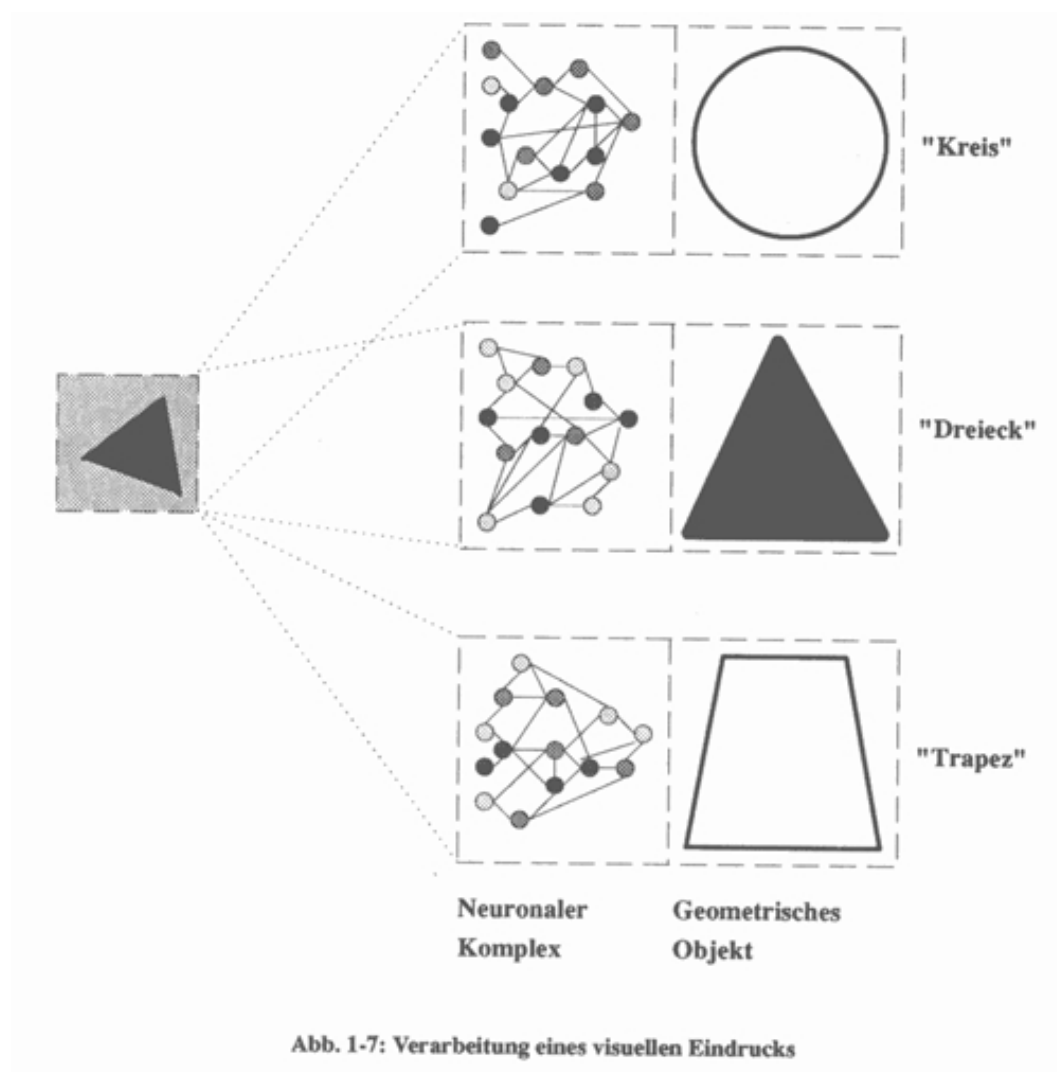 "Kreis"
"Dreieck"
"Trapez"
Neuronaler
Komplex
Geometrisches
Objekt
Abb. 1-7: Verarbeitung eines visuellen Eindrucks